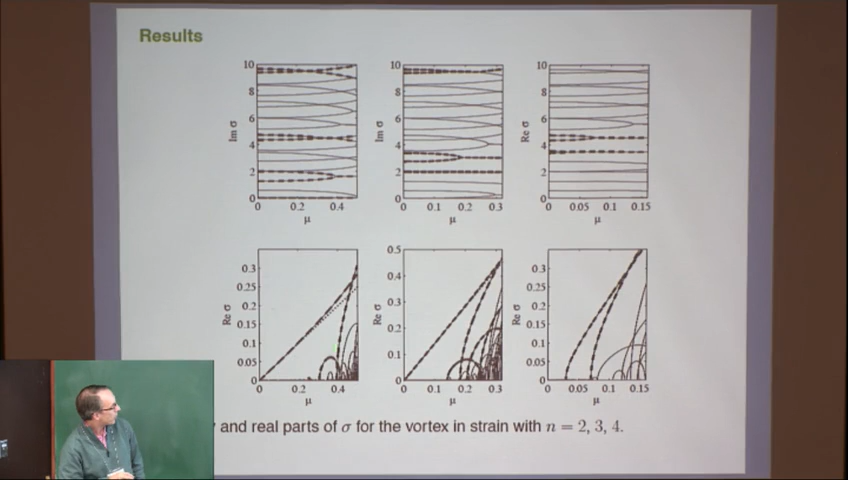 Results
10 10 10
8 8 8
6 6 6
4 4 4
2 2 2
0 0 0
Im σ Im σ Re σ
0 0.2 0.4 0 0.1 0.2 0.3 0 0.05 0.1 0.15
μ μ μ
0.3 0.5 0.3
0.25 0.4 0.25
0.2 0.3 0.2
0.15 0.2 0.15
0.1 0.1 0.1
0.05 0.05
0 0 0
Re σ Re σ Re σ
0 0.2 0.4 0 0.1 0.2 0.3 0 0.05 0.1 0.15
μ μ μ
and real parts of σ for the vortex in strain with n = 2, 3, 4.